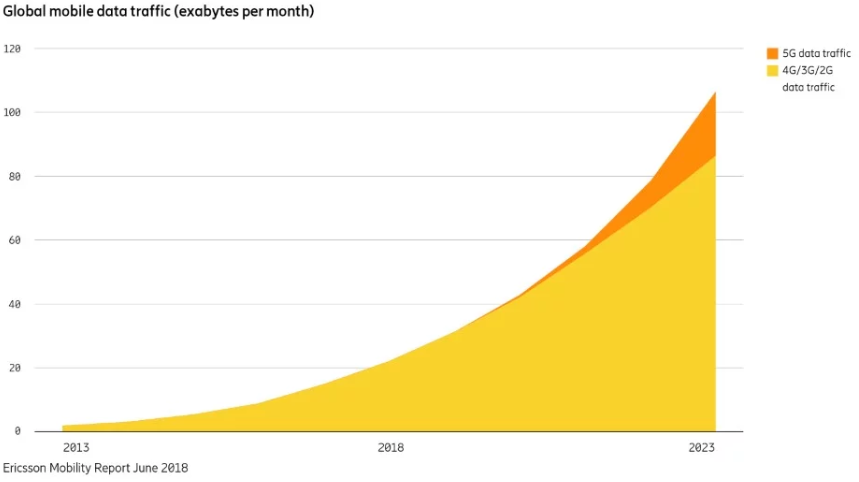 Global mobile data traffic (exabytes per month)
120
100
80
60
40
20
0
2013 2018 2023
5G data traffic
4G/3G/2G
data traffic
Ericsson Mobility Report June 2018